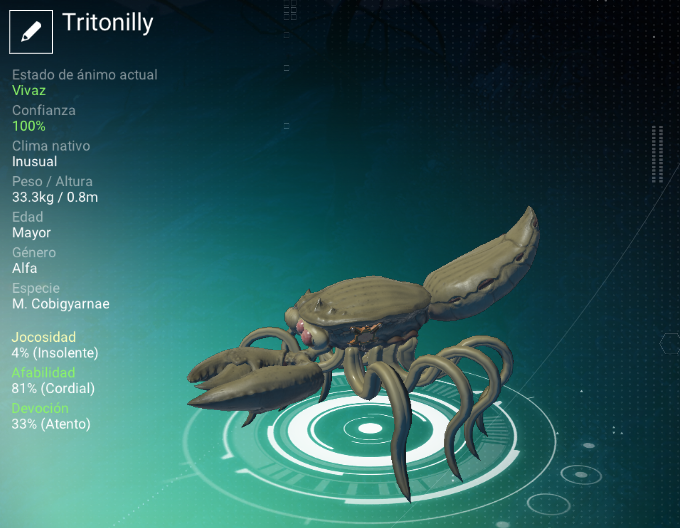 Tritonilly
Estado de ánimo actual
Vivaz
Confianza
100%
Clima nativo
Inusual
Peso / Altura
33.3kg / 0.8m
Edad
Mayor
Género
Alfa
Especie
M. Cobigyarnae
Jocosidad
4% (Insolente)
Afabilidad
81% (Cordial)
Devoción
33% (Atento)